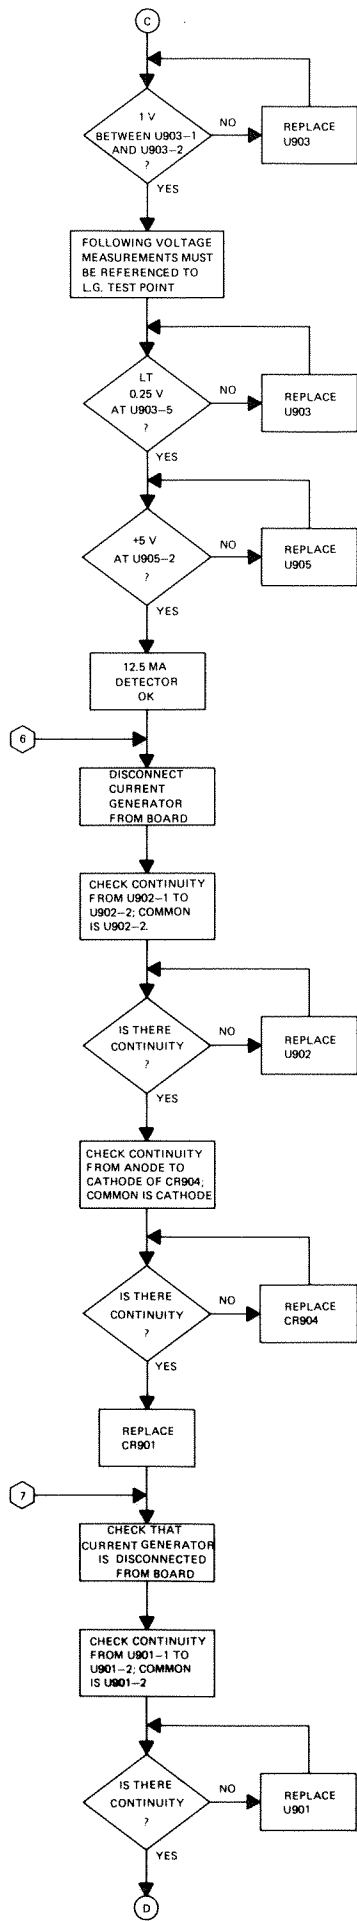 C
1 V
BETWEEN U903–1
AND U903–2
?
NO
REPLACE
U903
YES
FOLLOWING VOLTAGE
MEASUREMENTS MUST
BE REFERENCED TO
L.G. TEST POINT
LT
0.25 V
AT U903–5
?
NO
REPLACE
U903
YES
+5 V
AT U905–2
?
NO
REPLACE
U905
YES
12.5 MA
DETECTOR
OK
6
DISCONNECT
CURRENT
GENERATOR
FROM BOARD
CHECK CONTINUITY
FROM U902–1 TO
U902–2; COMMON
IS U902–2.
IS THERE
CONTINUITY
?
NO
REPLACE
U902
YES
CHECK CONTINUITY
FROM ANODE TO
CATHODE OF CR904;
COMMON IS CATHODE
IS THERE
CONTINUITY
?
NO
REPLACE
CR904
YES
REPLACE
CR901
7
CHECK THAT
CURRENT GENERATOR
IS DISCONNECTED
FROM BOARD
CHECK CONTINUITY
FROM U901–1 TO
U901–2; COMMON
IS U901–2
IS THERE
CONTINUITY
?
NO
REPLACE
U901
YES
D